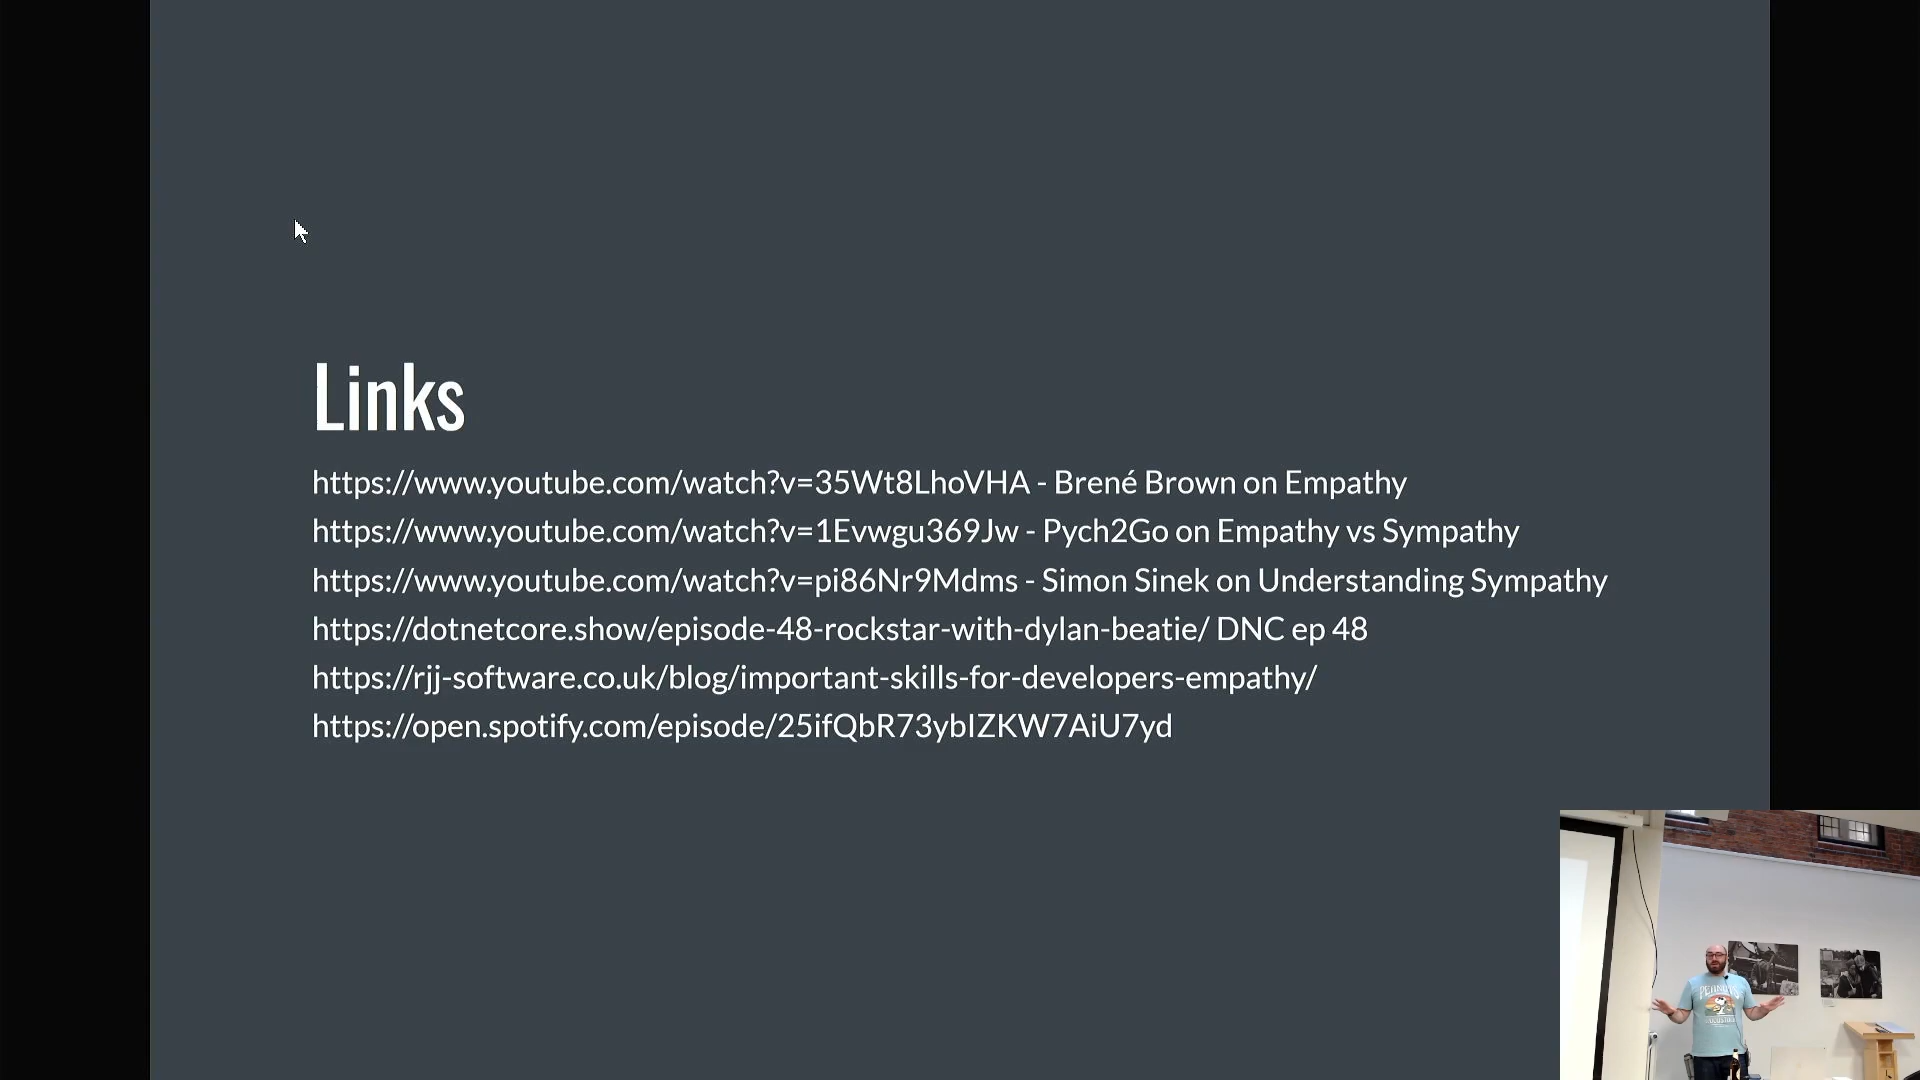 Links
https://www.youtube.com/watch?v=35Wt8LhoVHA - Brené Brown on Empathy
https://www.youtube.com/watch?v=1Evwgu369Jw - Pych2Go on Empathy vs Sympathy
https://www.youtube.com/watch?v=pi86Nr9Mdms - Simon Sinek on Understanding Sympathy
https://dotnetcore.show/episode-48-rockstar-with-dylan-beatie/ DNC ep 48
https://rjj-software.co.uk/blog/important-skills-for-developers-empathy/
https://open.spotify.com/episode/25ifQbR73ybIZKW7AiU7yd
PEANUTS